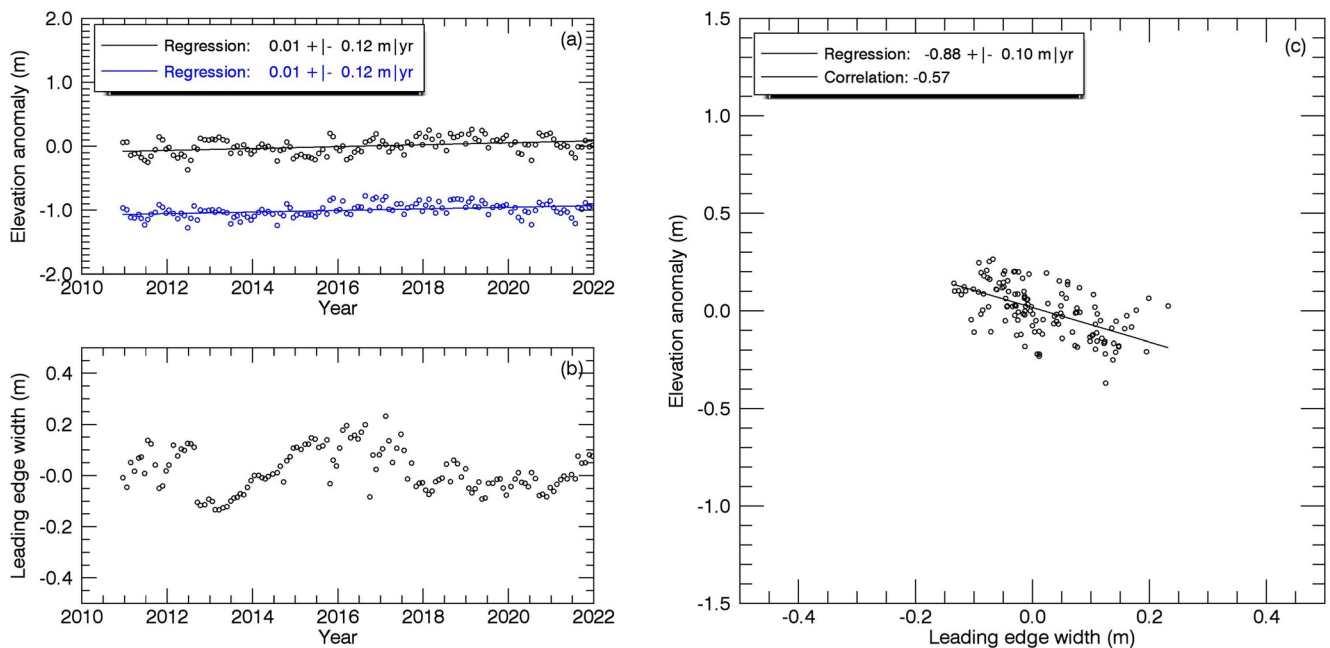 2.0
1.0
0.0
-1.0
-2.0
Elevation anomaly (m)
Regression: 0.01 +|- 0.12 m|yr
Regression: 0.01 +|- 0.12 m|yr
(a)
2010 2012 2014 2016 2018 2020 2022
Year
0.4
0.2
-0.0
-0.2
-0.4
Leading edge width (m)
(b)
2010 2012 2014 2016 2018 2020 2022
Year
1.5
1.0
0.5
0.0
-0.5
-1.0
-1.5
Elevation anomaly (m)
Regression: -0.88 +|- 0.10 m|yr
Correlation: -0.57
(c)
-0.4 -0.2 0.0 0.2 0.4
Leading edge width (m)